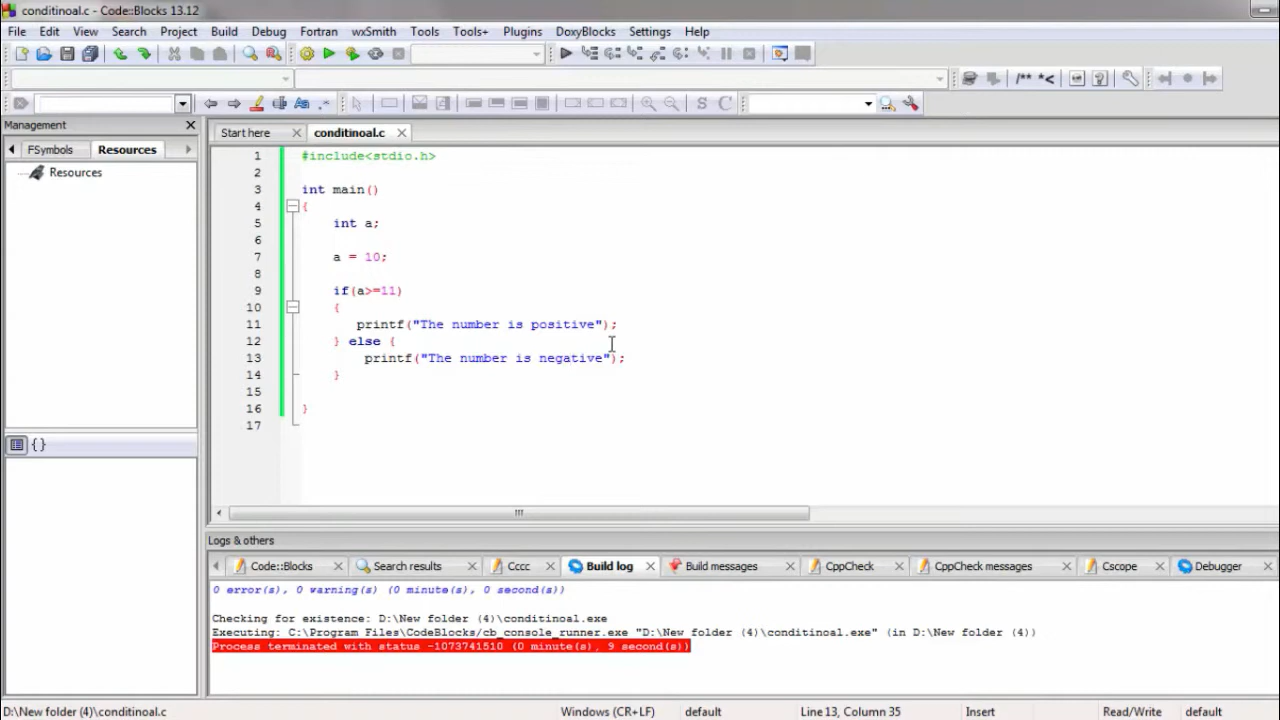 conditinoal.c - Code::Blocks 13.12
File Edit View Search Project Build Debug Fortran wxSmith Tools Tools+ Plugins DoxyBlocks Settings Help
/** *<
S C
Management
Start here conditinoal.c
FSymbols Resources
Resources
1 #include<stdio.h>
2
3 int main()
4 {
5 int a;
6
7 a = 10;
8
9 if(a>=11)
10 {
11 printf("The number is positive");
12 } else {
13 printf("The number is negative");
14 }
15
16 }
17
{}
Logs & others
Code::Blocks Search results Cccc Build log Build messages CppCheck CppCheck messages Cscope Debugger
0 error(s), 0 warning(s) (0 minute(s), 0 second(s))
Checking for existence: D:\New folder (4)\conditinoal.exe
Executing: C:\Program Files\CodeBlocks/cb_console_runner.exe "D:\New folder (4)\conditinoal.exe" (in D:\New folder (4))
Process terminated with status -1073741510 (0 minute(s), 9 second(s))
D:\New folder (4)\conditinoal.c Windows (CR+LF) default Line 13, Column 35 Insert Read/Write default